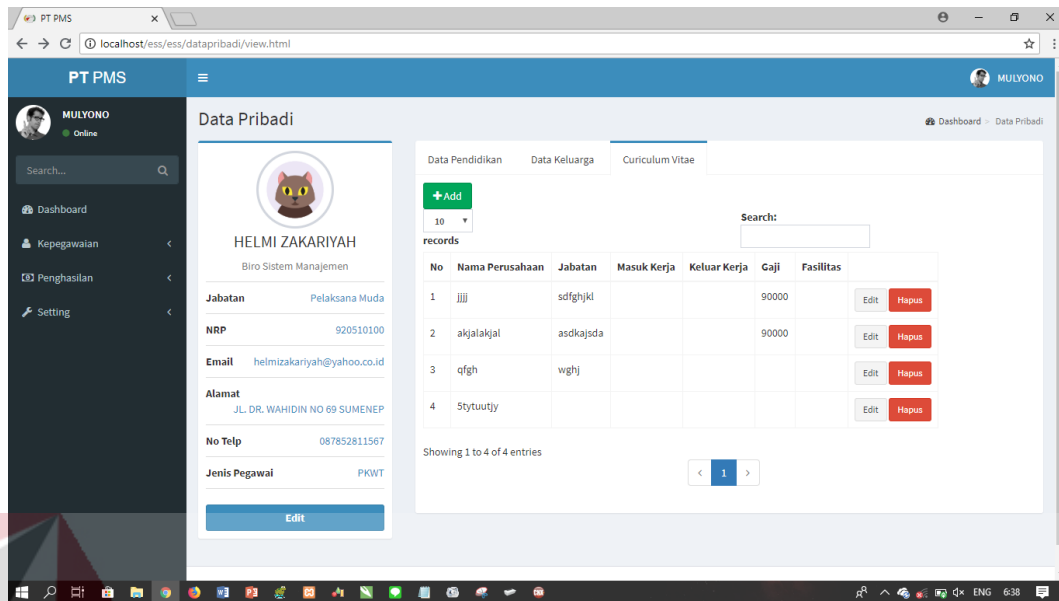 PT PMS
localhost/ess/ess/datapribadi/view.html
PT PMS
MULYONO
MULYONO
Online
Search...
Dashboard
Kepegawaian
Penghasilan
Setting
Data Pribadi
Dashboard > Data Pribadi
HELMI ZAKARIYAH
Biro Sistem Manajemen
Jabatan Pelaksana Muda
NRP 920510100
Email helmizakariyah@yahoo.co.id
Alamat
JL. DR. WAHIDIN NO 69 SUMENEP
No Telp 087852811567
Jenis Pegawai PKWT
Edit
Data Pendidikan Data Keluarga Curiculum Vitae
+Add
10
records
Search:
No Nama Perusahaan Jabatan Masuk Kerja Keluar Kerja Gaji Fasilitas
1 jjjj sdfghjkl 90000 Edit Hapus
2 akjalakjal asdkajsda 90000 Edit Hapus
3 qfgh wghj Edit Hapus
4 5tytuutjy Edit Hapus
Showing 1 to 4 of 4 entries
< 1 >
ENG 6:38